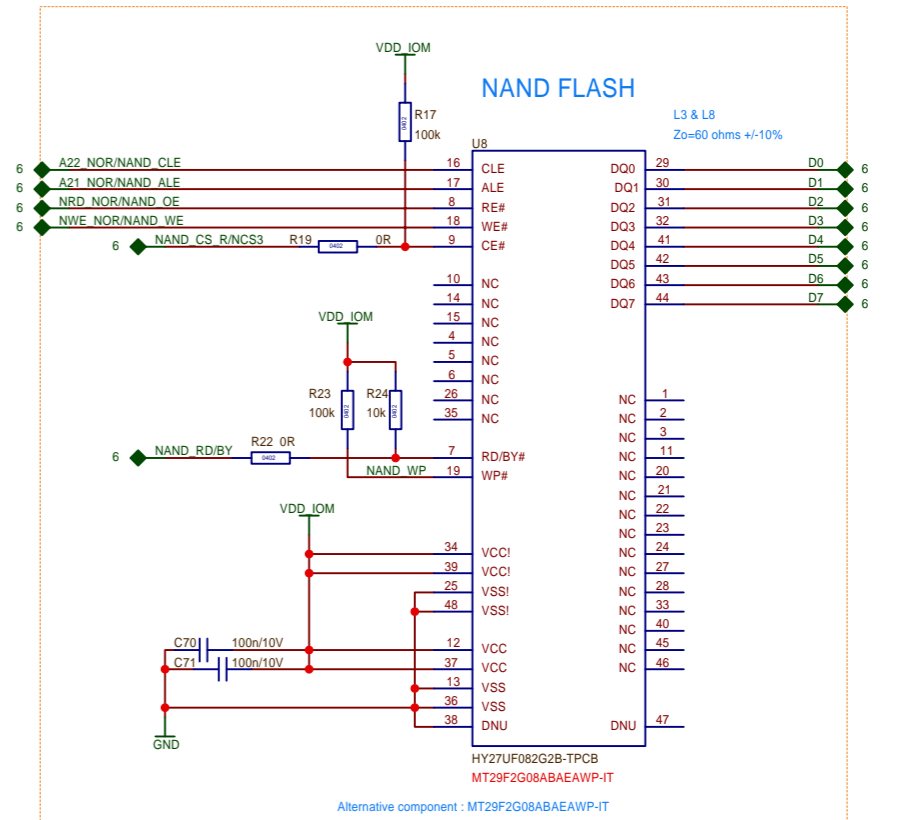 VDD_IOM
NAND FLASH
R17
0402
100k
L3 & L8
Zo=60 ohms +/-10%
U8
6 A22_NOR/NAND_CLE 16 CLE DQ0 29 D0 6
6 A21_NOR/NAND_ALE 17 ALE DQ1 30 D1 6
6 NRD_NOR/NAND_OE 8 RE# DQ2 31 D2 6
6 NWE_NOR/NAND_WE 18 WE# DQ3 32 D3 6
6 NAND_CS_R/NCS3 R19 0402 0R 9 CE# DQ4 41 D4 6
DQ5 42 D5 6
10 NC DQ6 43 D6 6
14 NC DQ7 44 D7 6
15 NC
VDD_IOM
4 NC
5 NC
6 NC
R23 100k 0402
R24 10k 0402
26 NC NC 1
35 NC NC 2
NC 3
6 NAND_RD/BY R22 0R 0402 7 RD/BY# NC 11
NAND_WP 19 WP# NC 20
NC 21
VDD_IOM
NC 22
NC 23
34 VCC! NC 24
39 VCC! NC 27
25 VSS! NC 28
48 VSS! NC 33
NC 40
C70 100n/10V 12 VCC NC 45
C71 100n/10V 37 VCC NC 46
13 VSS
36 VSS
38 DNU DNU 47
GND
HY27UF082G2B-TPCB
MT29F2G08ABAEAWP-IT
Alternative component : MT29F2G08ABAEAWP-IT